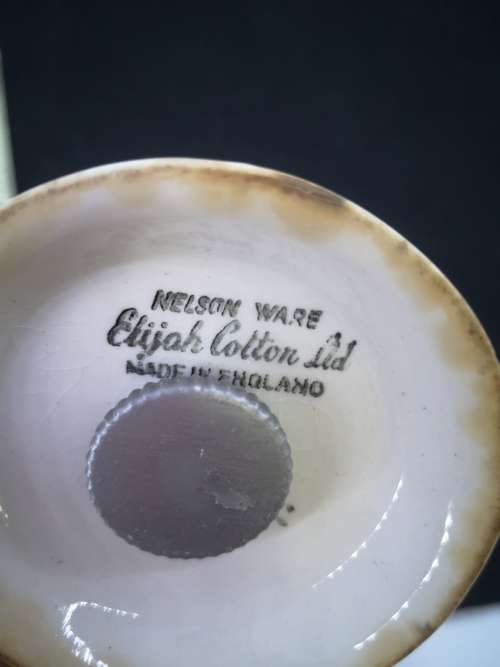 NELSON WARE
Elijah Cotton Ltd
MADE IN ENGLAND